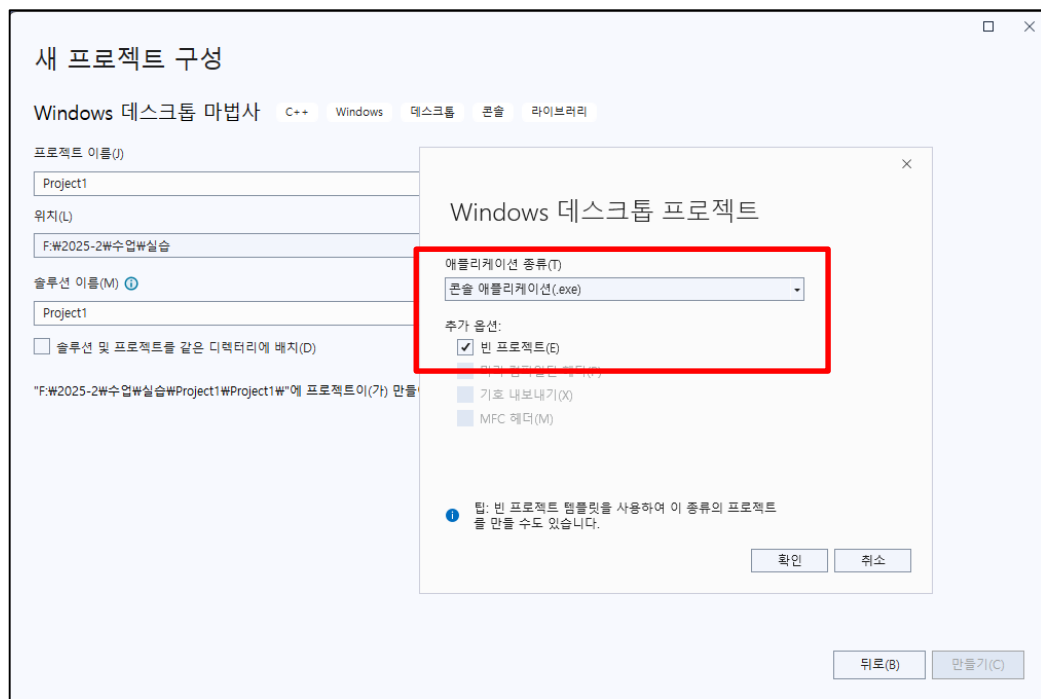 새 프로젝트 구성
Windows 데스크톱 마법사 C++ Windows 데스크톱 콘솔 라이브러리
프로젝트 이름(J)
Project1
위치(L)
F:₩2025-2₩수업₩실습
솔루션 이름(M)
Project1
솔루션 및 프로젝트를 같은 디렉터리에 배치(D)
"F:₩2025-2₩수업₩실습₩Project1₩Project1₩"에 프로젝트이(가)
Windows 데스크톱 프로젝트
애플리케이션 종류(T)
콘솔 애플리케이션(.exe)
추가 옵션:
빈 프로젝트(E)
기호 내보내기(X)
MFC 헤더(M)
팁: 빈 프로젝트 템플릿을 사용하여 이 종류의 프로젝트
를 만들 수도 있습니다.
확인 취소
뒤로(B) 만들기(C)